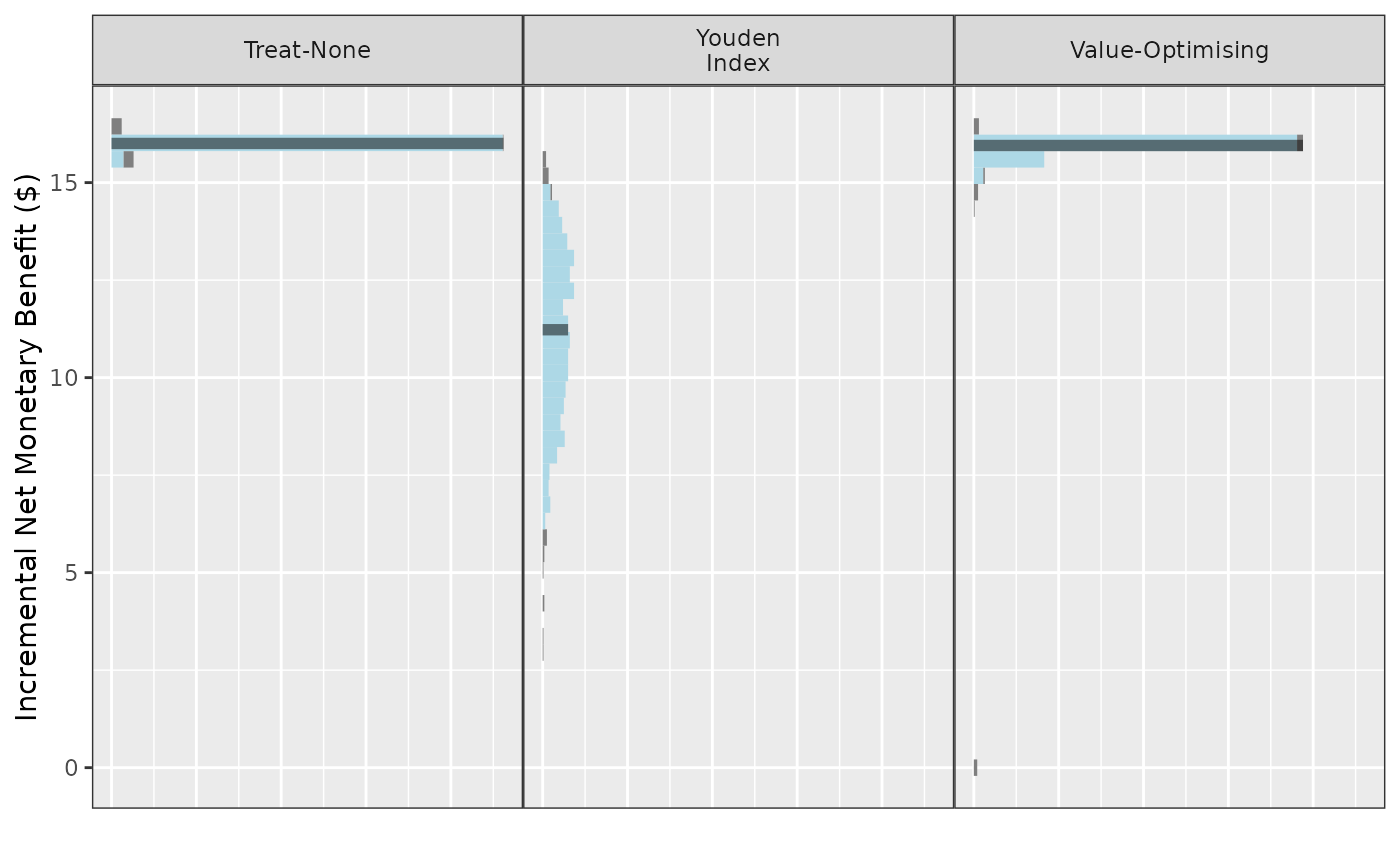 Treat-None
Youden
Index
Value-Optimising
Incremental Net Monetary Benefit ($)
15
10
5
0